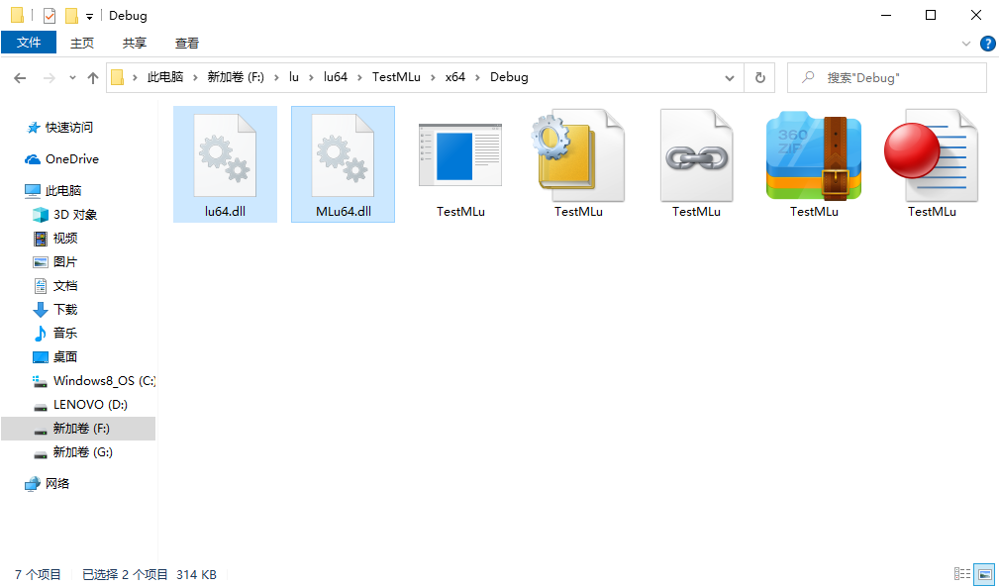 Debug
文件 主页 共享 查看
此电脑 新加卷 (F:) lu lu64 TestMLu x64 Debug 搜索"Debug"
快速访问
OneDrive
此电脑
3D 对象
视频
图片
文档
下载
音乐
桌面
Windows8_OS (C:)
LENOVO (D:)
新加卷 (F:)
新加卷 (G:)
网络
360
ZIP
lu64.dll MLu64.dll TestMLu TestMLu TestMLu TestMLu TestMLu
7 个项目 已选择 2 个项目 314 KB